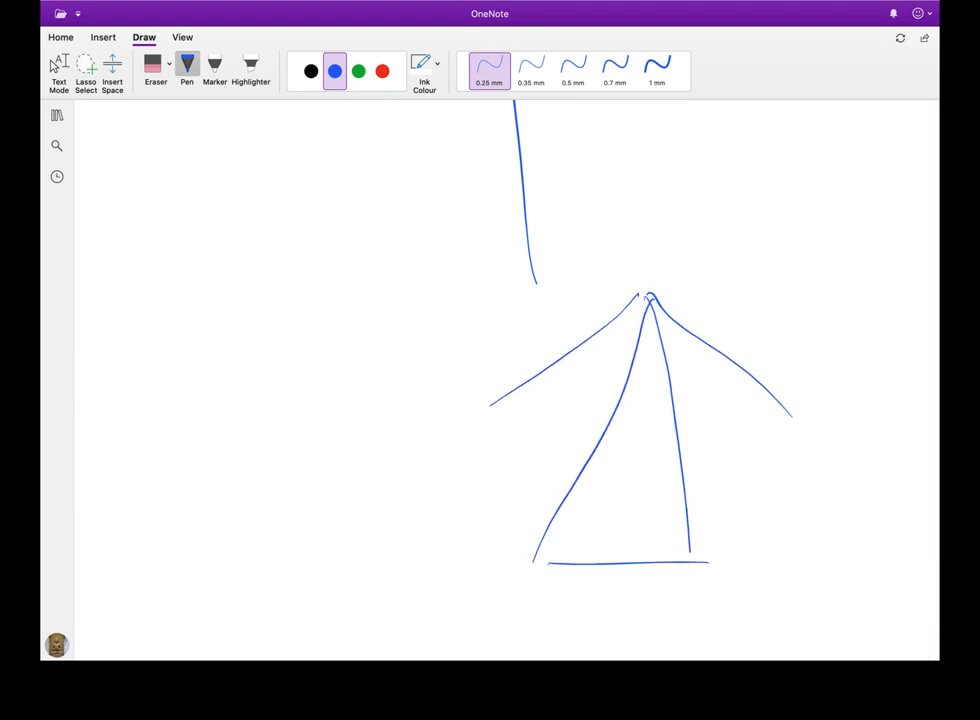 OneNote
Home Insert Draw View
Text Mode
Lasso Select
Insert Space
Eraser
Pen
Marker
Highlighter
Ink Colour
0.25 mm
0.35 mm
0.5 mm
0.7 mm
1 mm